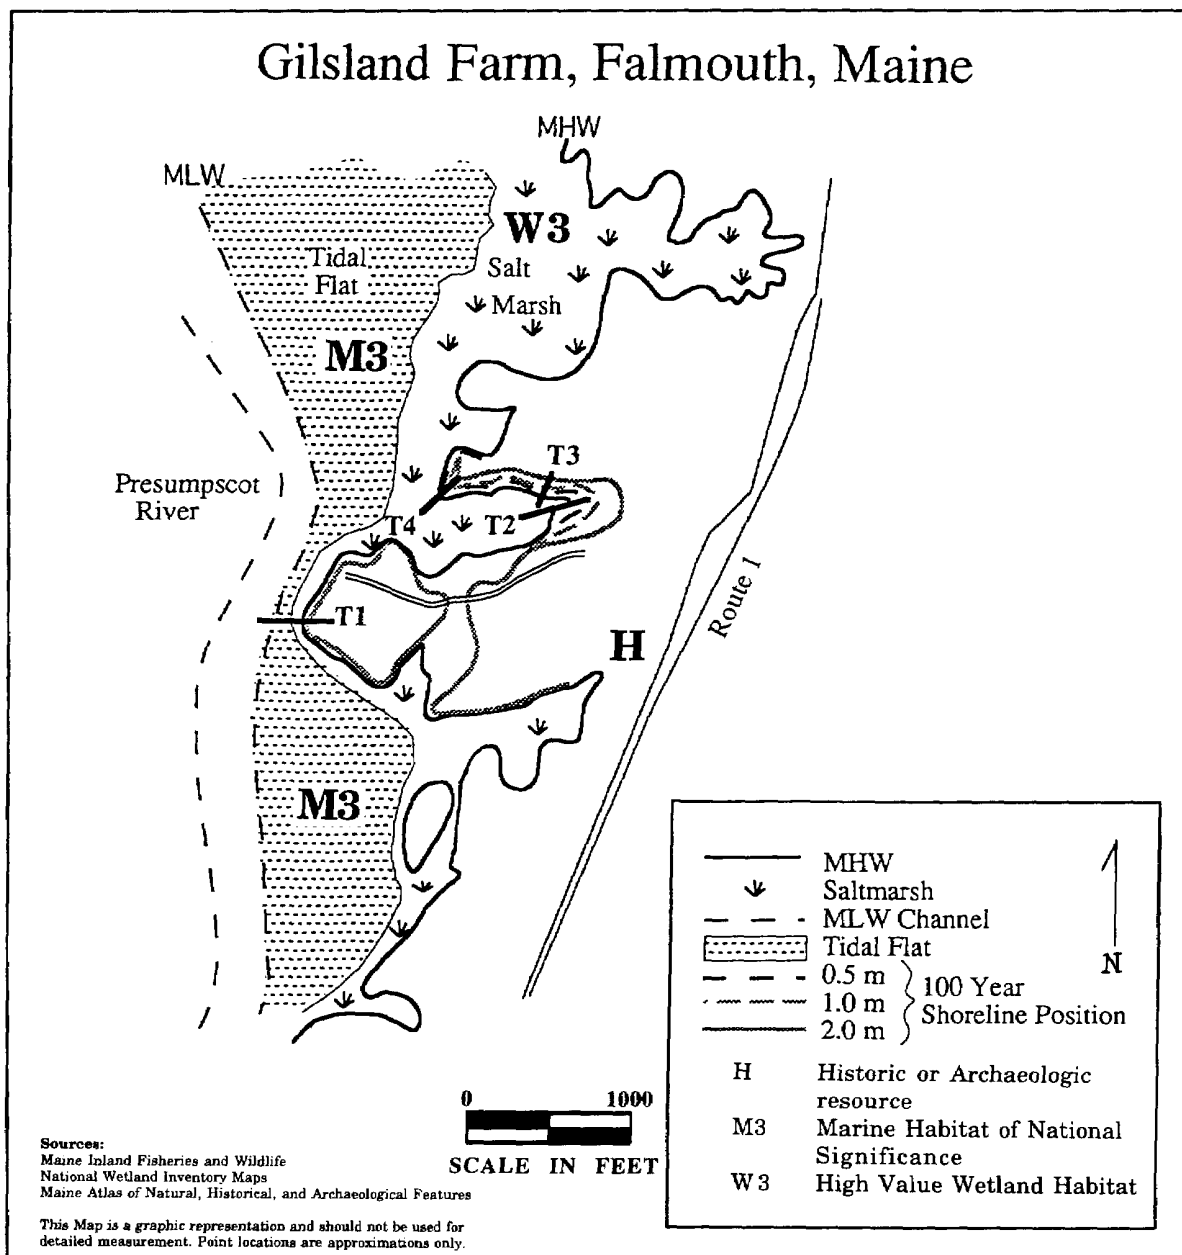 Gilsland Farm, Falmouth, Maine
MHW
MLW
W3
Tidal
Flat
Salt
Marsh
M3
T3
Presumpscot
River
T4
T2
T1
Route 1
H
M3
MHW
Saltmarsh
MLW Channel
Tidal Flat
0.5 m
1.0 m
2.0 m
100 Year
Shoreline Position
N
H Historic or Archaeologic
resource
M3 Marine Habitat of National
Significance
W3 High Value Wetland Habitat
0 1000
SCALE IN FEET
Sources:
Maine Inland Fisheries and Wildlife
National Wetland Inventory Maps
Maine Atlas of Natural, Historical, and Archaeological Features
This Map is a graphic representation and should not be used for
detailed measurement. Point locations are approximations only.